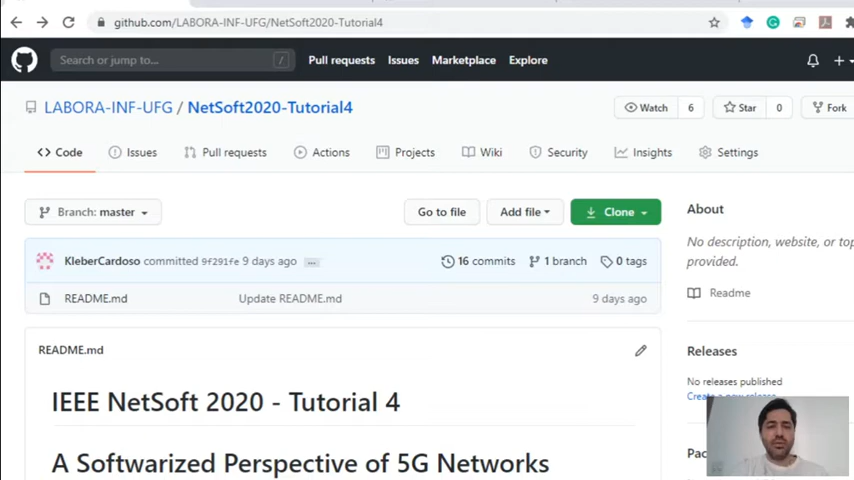 github.com/LABORA-INF-UFG/NetSoft2020-Tutorial4
Search or jump to... /
Pull requests Issues Marketplace Explore
LABORA-INF-UFG / NetSoft2020-Tutorial4
Watch 6 Star 0 Fork
Code Issues Pull requests Actions Projects Wiki Security Insights Settings
Branch: master Go to file Add file Clone
About
No description, website, or top
provided.
KleberCardoso committed 9f291fe 9 days ago ... 16 commits 1 branch 0 tags
README.md Update README.md 9 days ago
Readme
README.md
Releases
No releases published
Create a new release
IEEE NetSoft 2020 - Tutorial 4
A Softwarized Perspective of 5G Networks